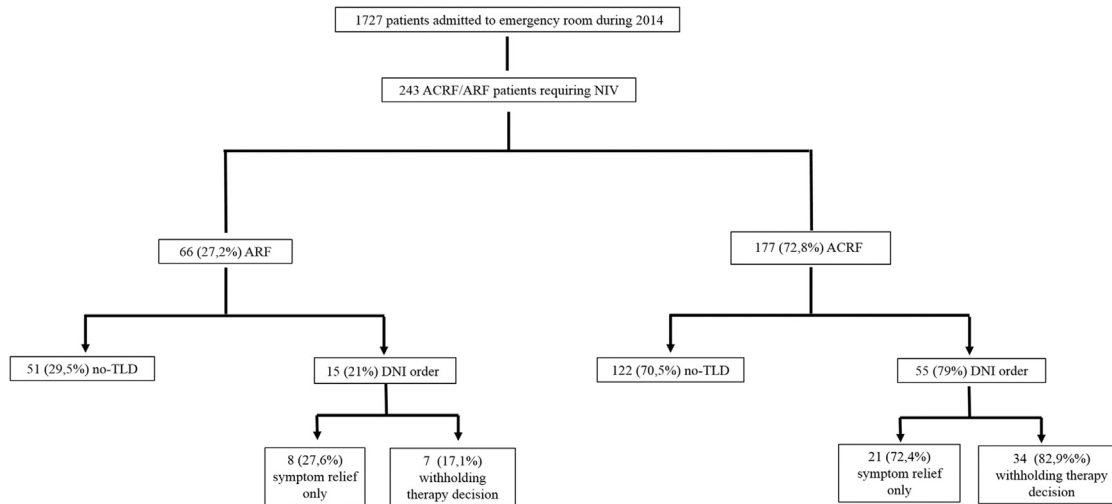 1727 patients admitted to emergency room during 2014
243 ACRF/ARF patients requiring NIV
66 (27,2%) ARF
177 (72,8%) ACRF
51 (29,5%) no-TLD
15 (21%) DNI order
122 (70,5%) no-TLD
55 (79%) DNI order
8 (27,6%)
symptom relief
only
7 (17,1%)
withholding
therapy decision
21 (72,4%)
symptom relief
only
34 (82,9%%)
withholding therapy
decision